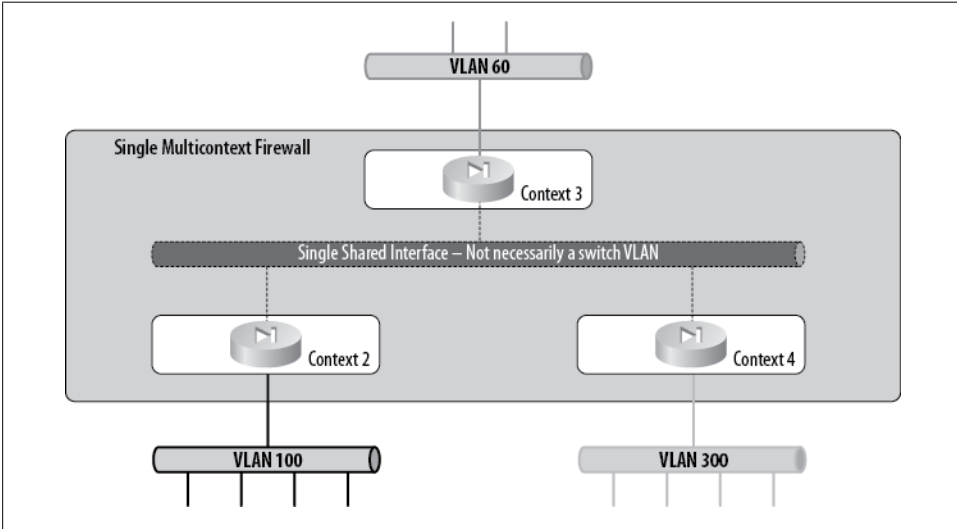 VLAN 60
Single Multicontext Firewall
Context 3
Single Shared Interface – Not necessarily a switch VLAN
Context 2
Context 4
VLAN 100
VLAN 300